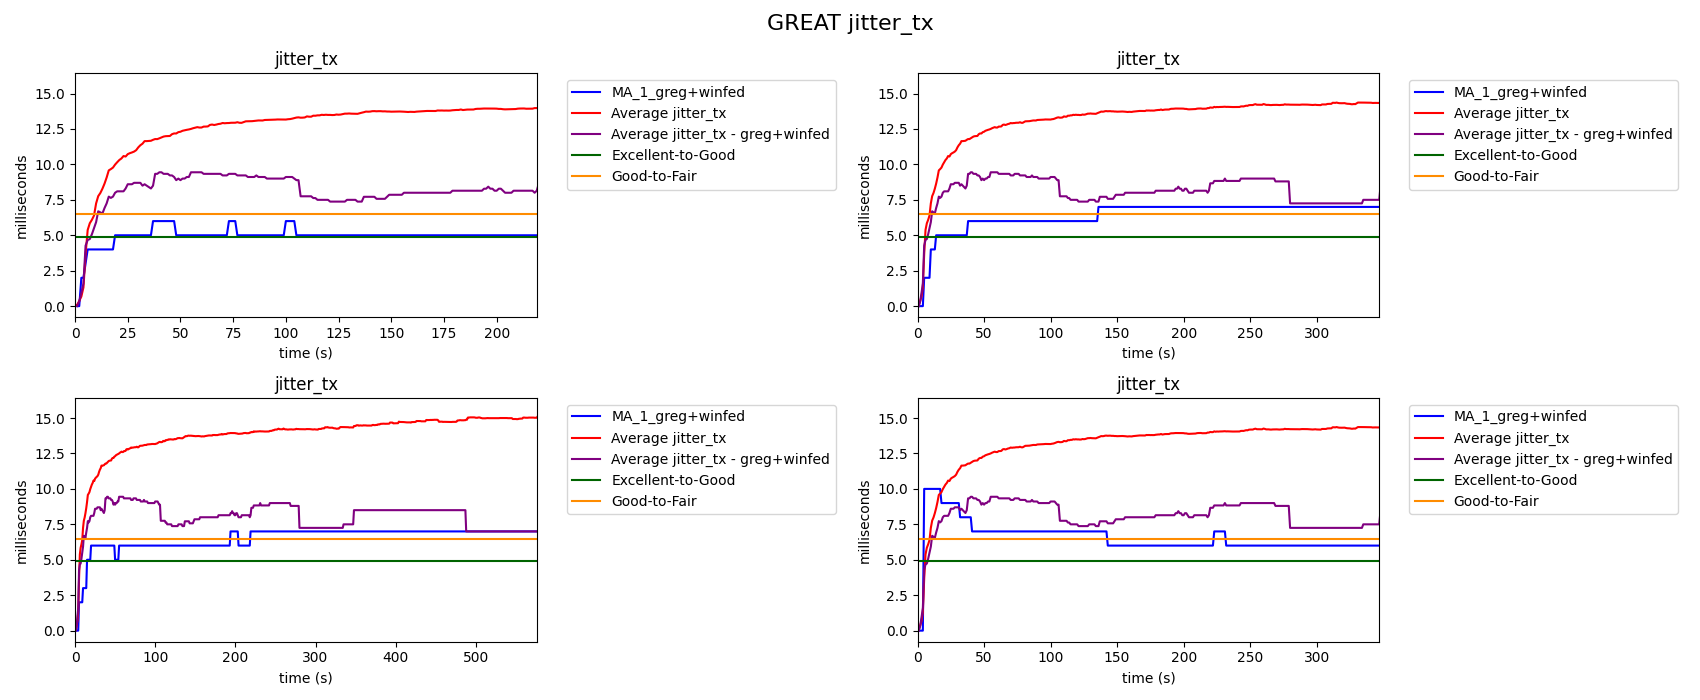 GREAT jitter_tx
jitter_tx
15.0
12.5
10.0
7.5
5.0
2.5
0.0
milliseconds
0 25 50 75 100 125 150 175 200
time (s)
MA_1_greg+winfed
Average jitter_tx
Average jitter_tx - greg+winfed
Excellent-to-Good
Good-to-Fair
jitter_tx
15.0
12.5
10.0
7.5
5.0
2.5
0.0
milliseconds
0 50 100 150 200 250 300
time (s)
MA_1_greg+winfed
Average jitter_tx
Average jitter_tx - greg+winfed
Excellent-to-Good
Good-to-Fair
jitter_tx
15.0
12.5
10.0
7.5
5.0
2.5
0.0
milliseconds
0 100 200 300 400 500
time (s)
MA_1_greg+winfed
Average jitter_tx
Average jitter_tx - greg+winfed
Excellent-to-Good
Good-to-Fair
jitter_tx
15.0
12.5
10.0
7.5
5.0
2.5
0.0
milliseconds
0 50 100 150 200 250 300
time (s)
MA_1_greg+winfed
Average jitter_tx
Average jitter_tx - greg+winfed
Excellent-to-Good
Good-to-Fair